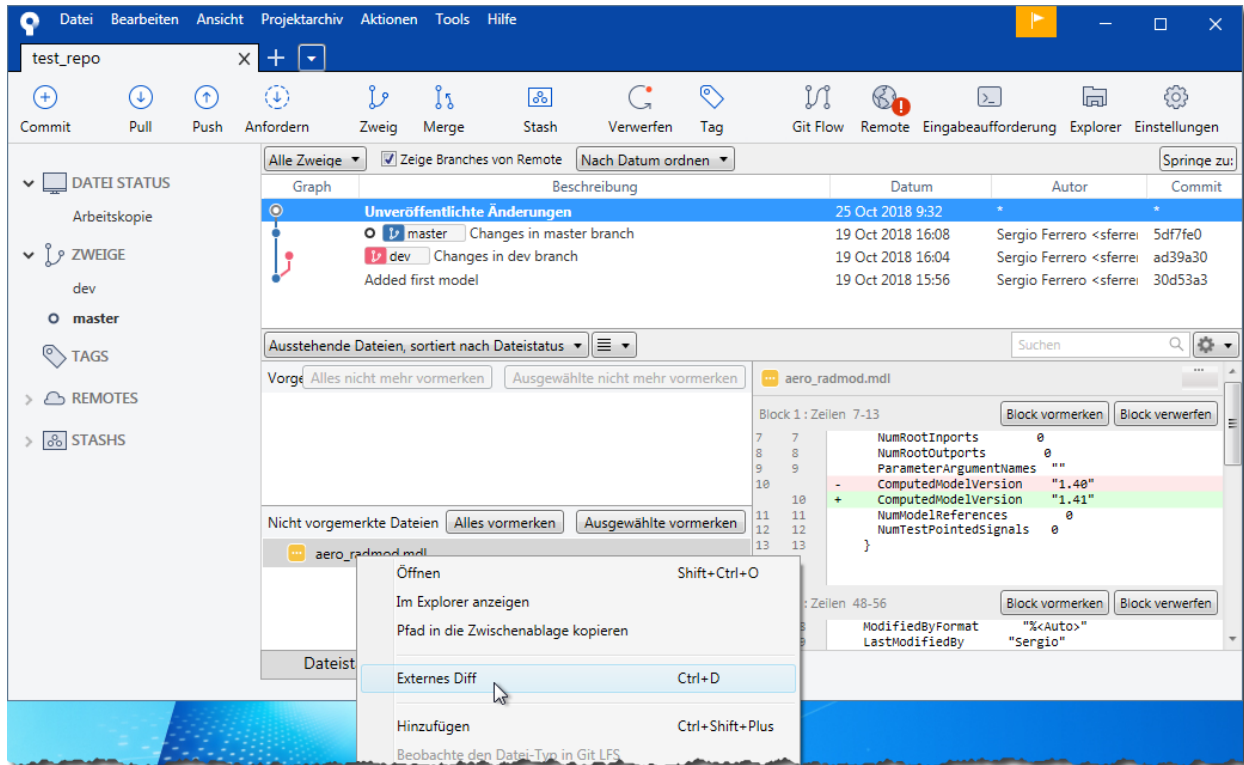 Datei Bearbeiten Ansicht Projektarchiv Aktionen Tools Hilfe
test_repo
Commit Pull Push Anfordern Zweig Merge Stash Verwerfen Tag Git Flow Remote Eingabeaufforderung Explorer Einstellungen
Alle Zweige Zeige Branches von Remote Nach Datum ordnen Springe zu:
DATEI STATUS
Arbeitskopie
ZWEIGE
dev
master
TAGS
REMOTES
STASHS
Graph Beschreibung Datum Autor Commit
Unveröffentlichte Änderungen 25 Oct 2018 9:32 * *
master Changes in master branch 19 Oct 2018 16:08 Sergio Ferrero <sferre 5df7fe0
dev Changes in dev branch 19 Oct 2018 16:04 Sergio Ferrero <sferre ad39a30
Added first model 19 Oct 2018 15:56 Sergio Ferrero <sferre 30d53a3
Ausstehende Dateien, sortiert nach Dateistatus Suchen
Vorge Alles nicht mehr vormerken Ausgewählte nicht mehr vormerken
Nicht vorgemerkte Dateien Alles vormerken Ausgewählte vormerken
aero_radmod.mdl
Dateist
aero_radmod.mdl
Block 1 : Zeilen 7-13 Block vormerken Block verwerfen
7 7 NumRootInports 0
8 8 NumRootOutports 0
9 9 ParameterArgumentNames ""
10 - ComputedModelVersion "1.40"
10 + ComputedModelVersion "1.41"
11 11 NumModelReferences 0
12 12 NumTestPointedSignals 0
13 13 }
: Zeilen 48-56 Block vormerken Block verwerfen
ModifiedByFormat "%<Auto>"
LastModifiedBy "Sergio"
Öffnen Shift+Ctrl+O
Im Explorer anzeigen
Pfad in die Zwischenablage kopieren
Externes Diff Ctrl+D
Hinzufügen Ctrl+Shift+Plus
Beobachte den Datei-Typ in Git LFS